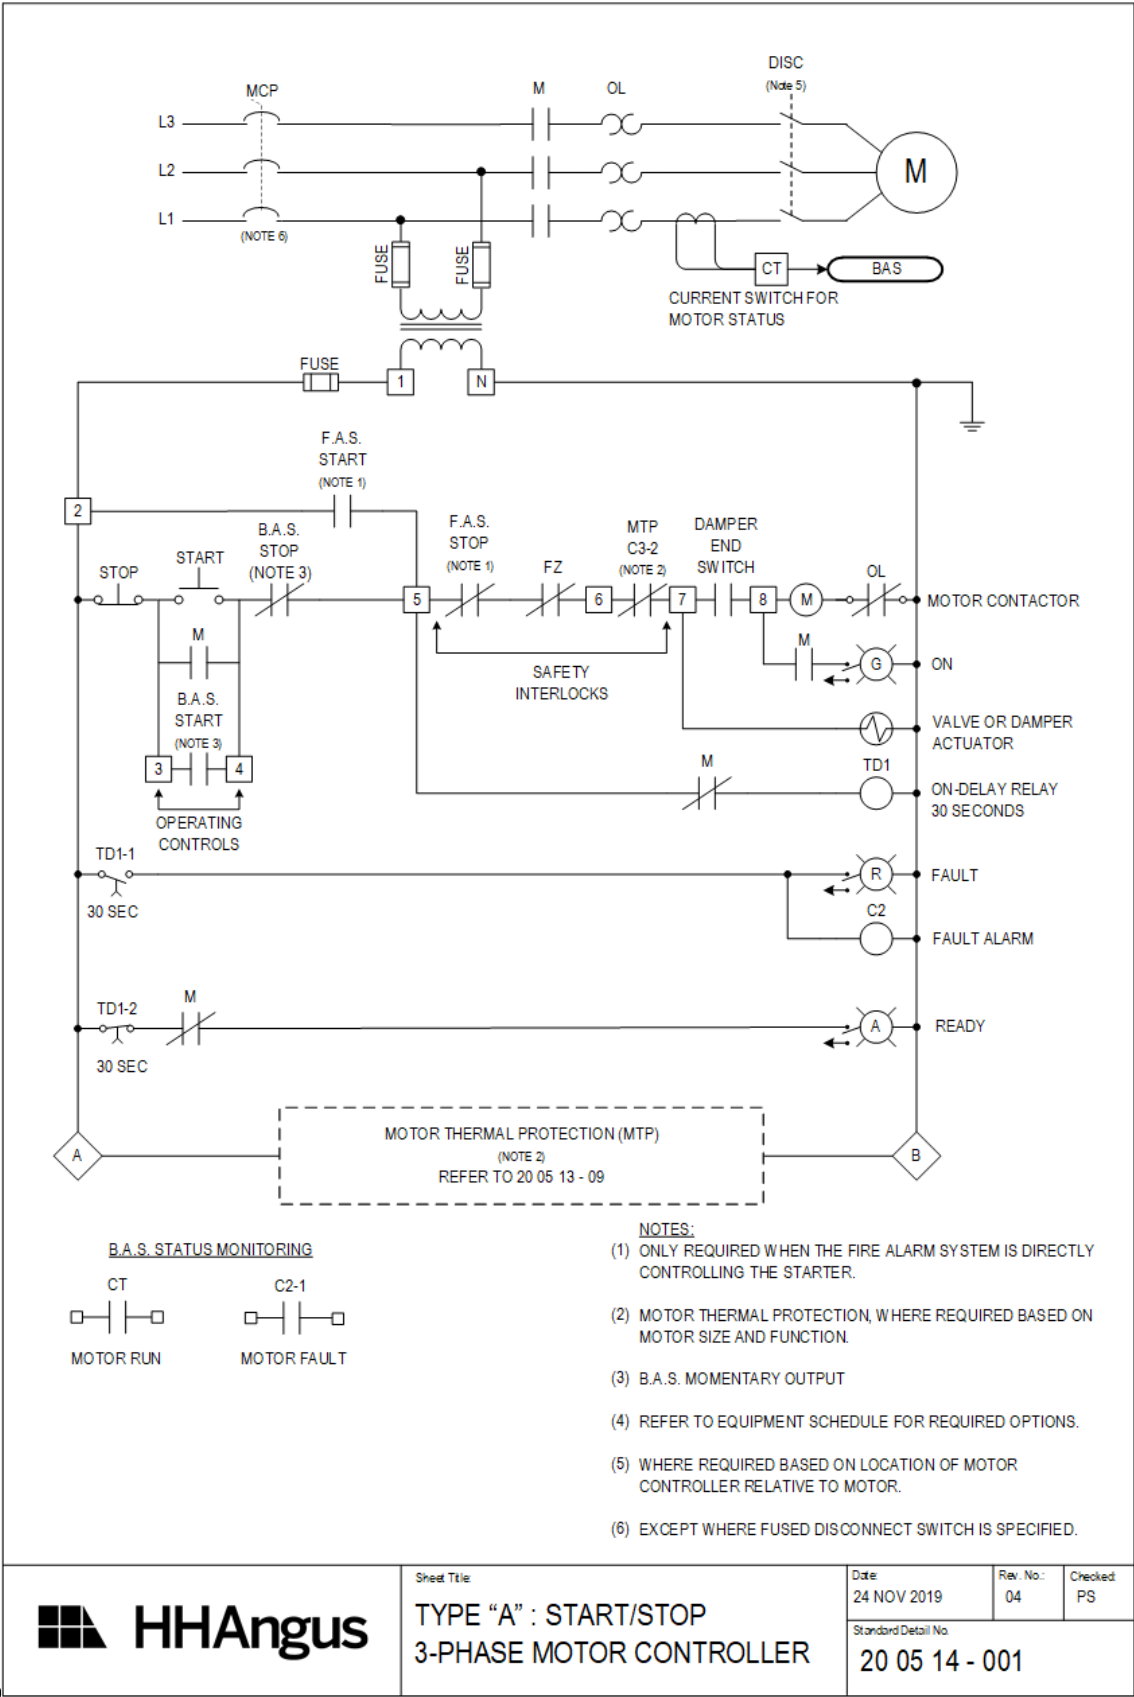 DISC
(Note 5)
MCP
M
OL
L3
L2
M
L1
(NOTE 6)
FUSE
FUSE
CT
BAS
CURRENT SWITCH FOR
MOTOR STATUS
FUSE
1
N
F.A.S.
START
(NOTE 1)
2
B.A.S.
STOP
(NOTE 3)
F.A.S.
STOP
(NOTE 1)
MTP
C3-2
(NOTE 2)
DAMPER
END
SWITCH
STOP
START
FZ
OL
5
6
7
8
M
MOTOR CONTACTOR
M
M
G
ON
SAFETY
INTERLOCKS
B.A.S.
START
(NOTE 3)
VALVE OR DAMPER
ACTUATOR
3
4
M
TD1
ON-DELAY RELAY
30 SECONDS
OPERATING
CONTROLS
TD1-1
30 SEC
R
FAULT
C2
FAULT ALARM
TD1-2
M
30 SEC
A
READY
A
MOTOR THERMAL PROTECTION (MTP)
(NOTE 2)
REFER TO 20 05 13 - 09
B
B.A.S. STATUS MONITORING
CT
C2-1
MOTOR RUN
MOTOR FAULT
NOTES:
(1) ONLY REQUIRED WHEN THE FIRE ALARM SYSTEM IS DIRECTLY
CONTROLLING THE STARTER.
(2) MOTOR THERMAL PROTECTION, WHERE REQUIRED BASED ON
MOTOR SIZE AND FUNCTION.
(3) B.A.S. MOMENTARY OUTPUT
(4) REFER TO EQUIPMENT SCHEDULE FOR REQUIRED OPTIONS.
(5) WHERE REQUIRED BASED ON LOCATION OF MOTOR
CONTROLLER RELATIVE TO MOTOR.
(6) EXCEPT WHERE FUSED DISCONNECT SWITCH IS SPECIFIED.
HHAngus
Sheet Title:
TYPE “A” : START/STOP
3-PHASE MOTOR CONTROLLER
Date:
24 NOV 2019
Rev. No.:
04
Checked:
PS
Standard Detail No.
20 05 14 - 001